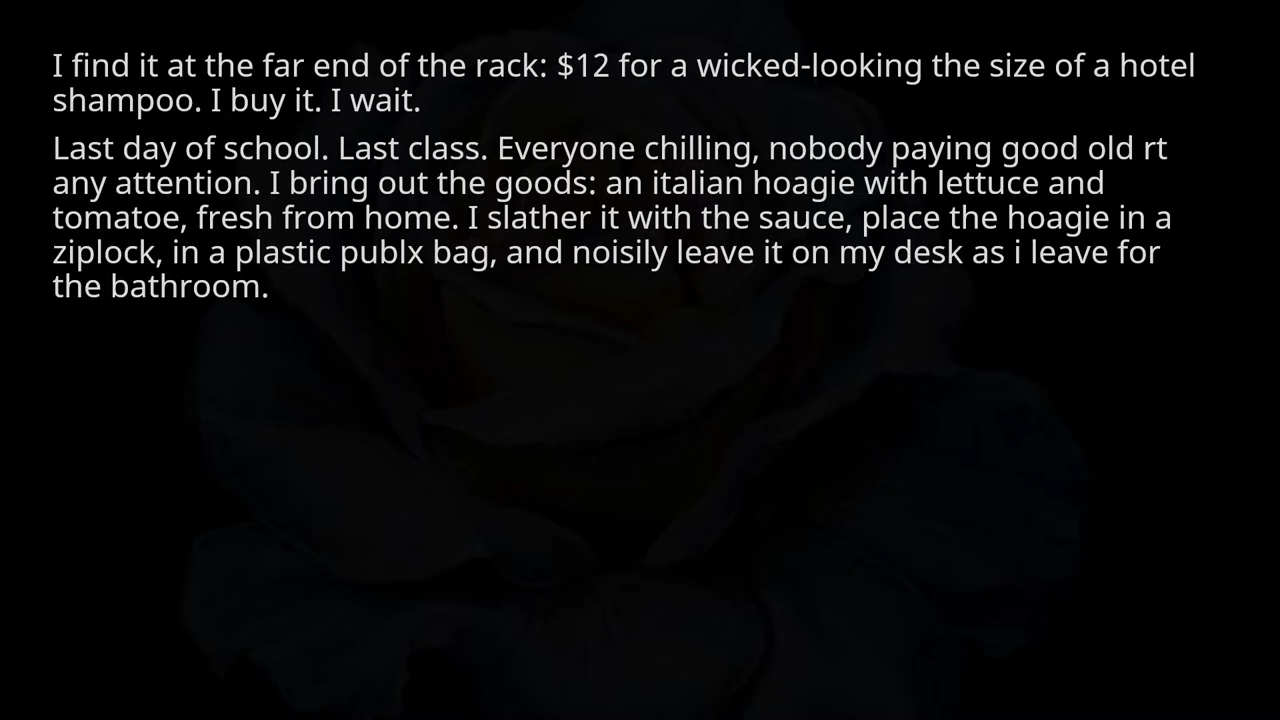 I find it at the far end of the rack: $12 for a wicked-looking the size of a hotel
shampoo. I buy it. I wait.
Last day of school. Last class. Everyone chilling, nobody paying good old rt
any attention. I bring out the goods: an italian hoagie with lettuce and
tomatoe, fresh from home. I slather it with the sauce, place the hoagie in a
ziplock, in a plastic publx bag, and noisily leave it on my desk as i leave for
the bathroom.